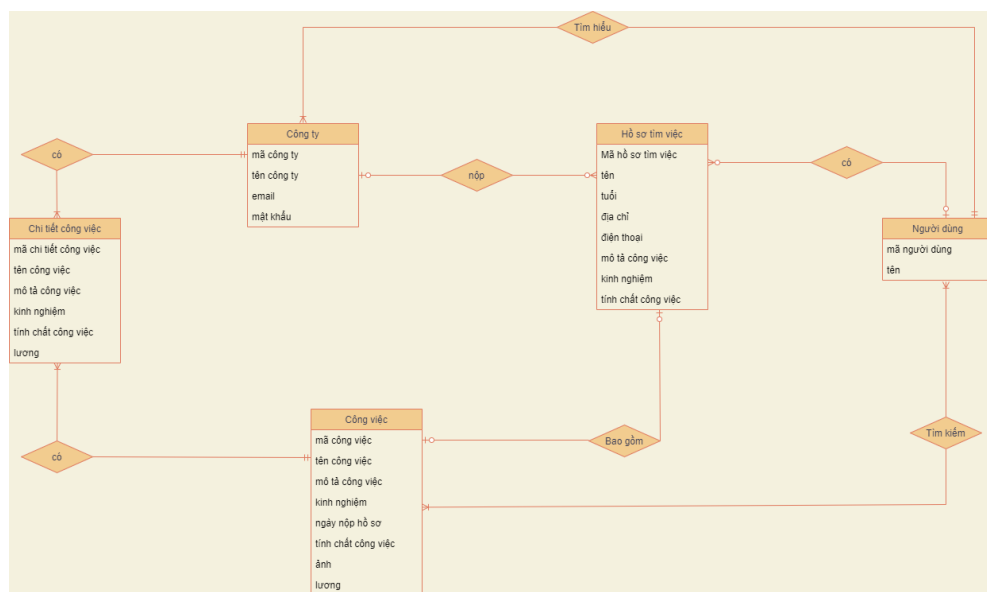 Tìm hiểu
Công ty
mã công ty
tên công ty
email
mật khẩu
Hồ sơ tìm việc
Mã hồ sơ tìm việc
tên
tuổi
địa chỉ
điện thoại
mô tả công việc
kinh nghiệm
tính chất công việc
có
nộp
có
Chi tiết công việc
mã chi tiết công việc
tên công việc
mô tả công việc
kinh nghiệm
tính chất công việc
lương
Người dùng
mã người dùng
tên
Công việc
mã công việc
tên công việc
mô tả công việc
kinh nghiệm
ngày nộp hồ sơ
tính chất công việc
ảnh
lương
có
Bao gồm
Tìm kiếm